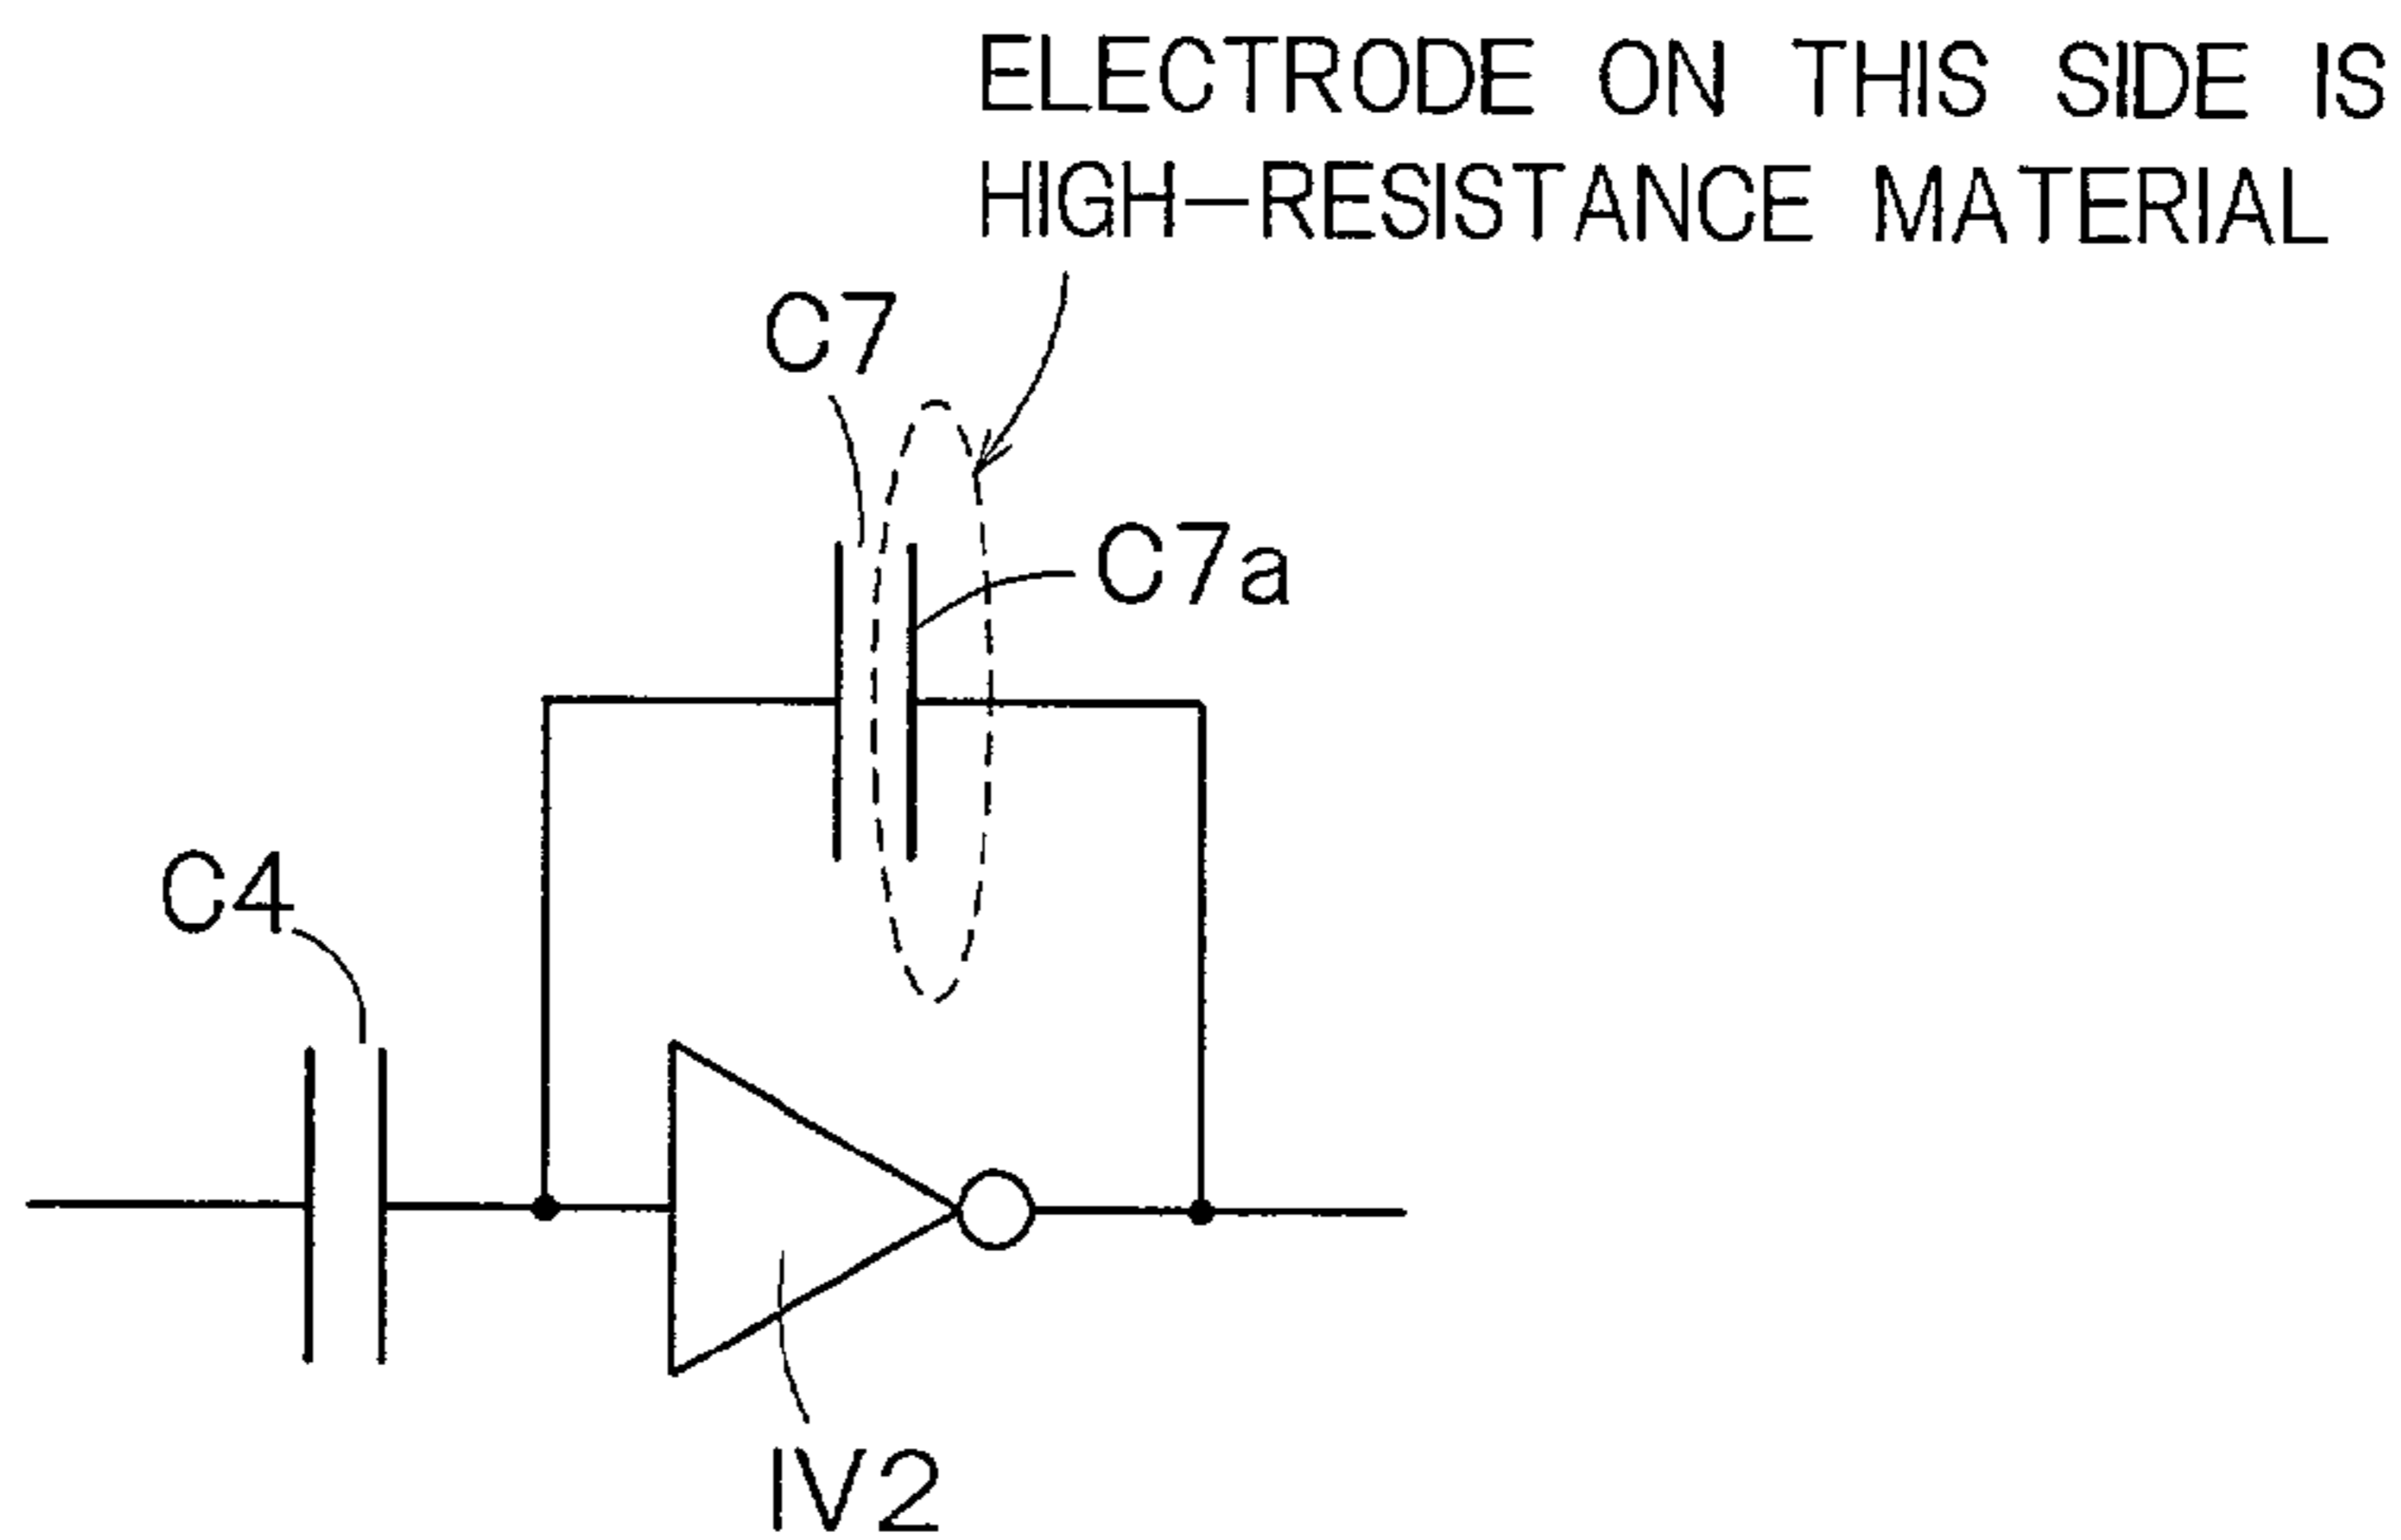 ELECTRODE ON THIS SIDE IS
HIGH-RESISTANCE MATERIAL
C7
C7a
C4
IV2